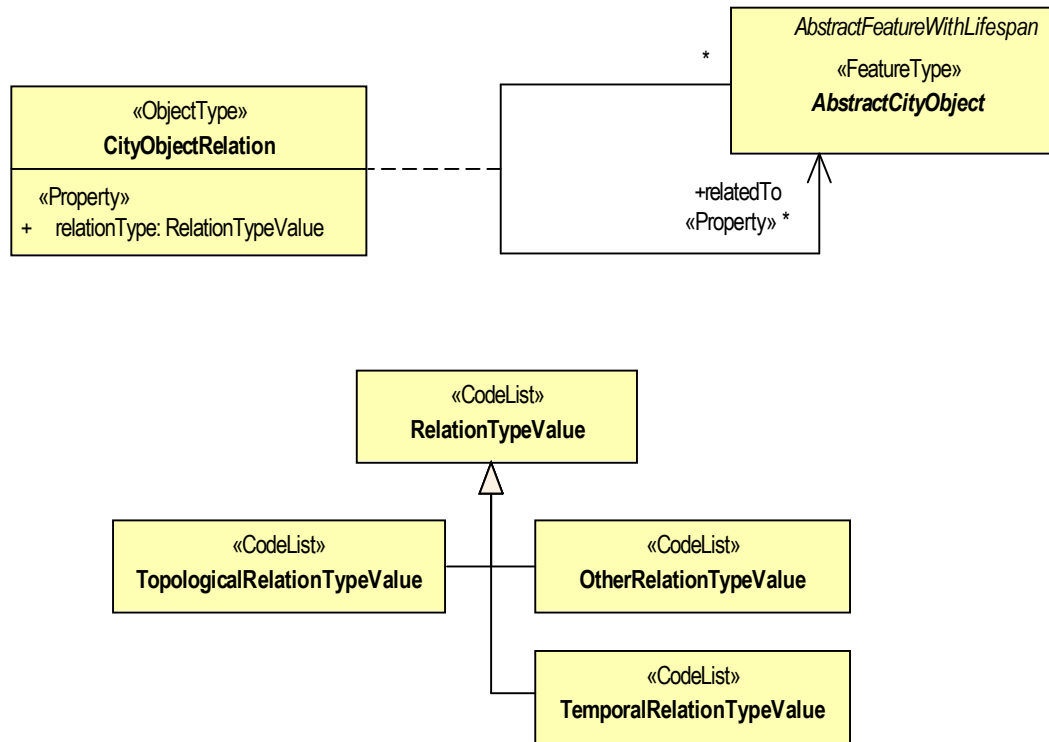 AbstractFeatureWithLifespan
«FeatureType»
AbstractCityObject
*
«ObjectType»
CityObjectRelation
«Property»
+ relationType: RelationTypeValue
+relatedTo
«Property» *
«CodeList»
RelationTypeValue
«CodeList»
TopologicalRelationTypeValue
«CodeList»
OtherRelationTypeValue
«CodeList»
TemporalRelationTypeValue